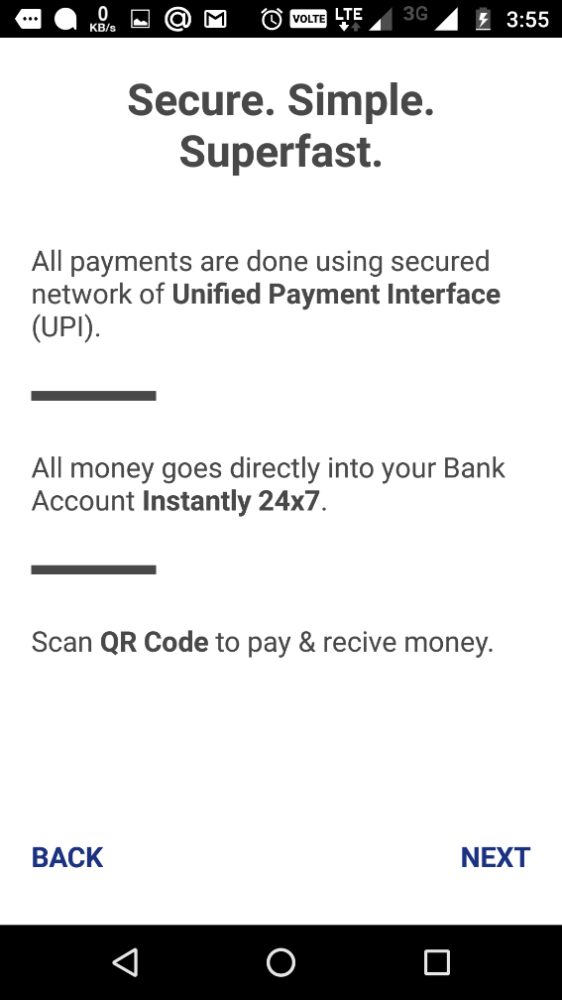 0
KB/s
VOLTE
LTE
3G
3:55
Secure. Simple.
Superfast.
All payments are done using secured
network of Unified Payment Interface
(UPI).
All money goes directly into your Bank
Account Instantly 24x7.
Scan QR Code to pay & recive money.
BACK
NEXT